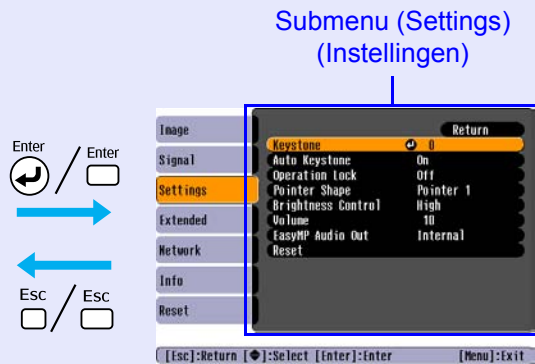 Submenu (Settings)
(Instellingen)
Return
Image
Signal
Settings
Extended
Network
Info
Reset
Keystone 0
Auto Keystone On
Operation Lock Off
Pointer Shape Pointer 1
Brightness Control High
Volume 10
EasyMP Audio Out Internal
Reset
Enter / Enter
Esc / Esc
[Esc]:Return [◆]:Select [Enter]:Enter [Menu]:Exit